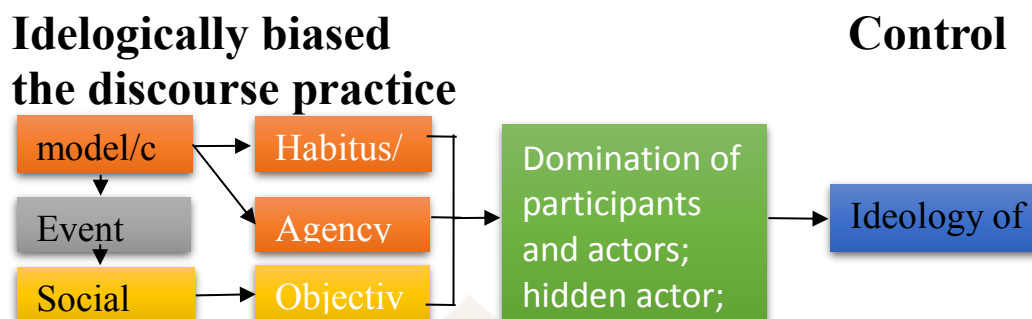 Idelogically biased
the discourse practice
Control
model/c
Habitus/
Event
Agency
Social
Objectiv
Domination of
participants
and actors;
hidden actor;
Ideology of